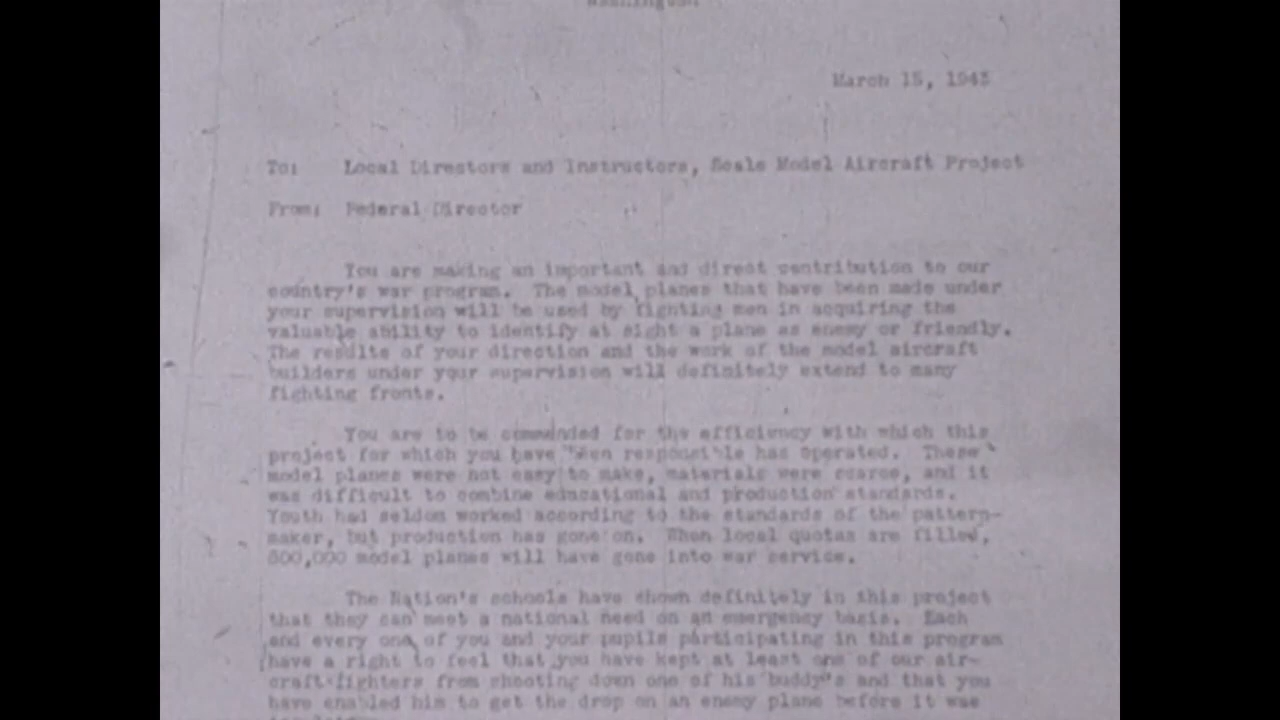 Washington
March 15, 1943
To: Local Directors and Instructors, Scale Model Aircraft Project
From: Federal Director
You are making an important and direct contribution to our
country's war program. The model planes that have been made under
your supervision will be used by fighting men in acquiring the
valuable ability to identify at sight a plane as enemy or friendly.
The results of your direction and the work of the model aircraft
builders under your supervision will definitely extend to many
fighting fronts.
You are to be commended for the efficiency with which this
project for which you have been responsible has operated. These
model planes were not easy to make, materials were scarce, and it
was difficult to combine educational and production standards.
Youth had seldom worked according to the standards of the pattern-
maker, but production has gone on. When local quotas are filled,
800,000 model planes will have gone into war service.
The Nation's schools have shown definitely in this project
that they can meet a national need on an emergency basis. Each
and every one of you and your pupils participating in this program
have a right to feel that you have kept at least one of our air-
craft fighters from shooting down one of his buddy's and that you
have enabled him to get the drop on an enemy plane before it was